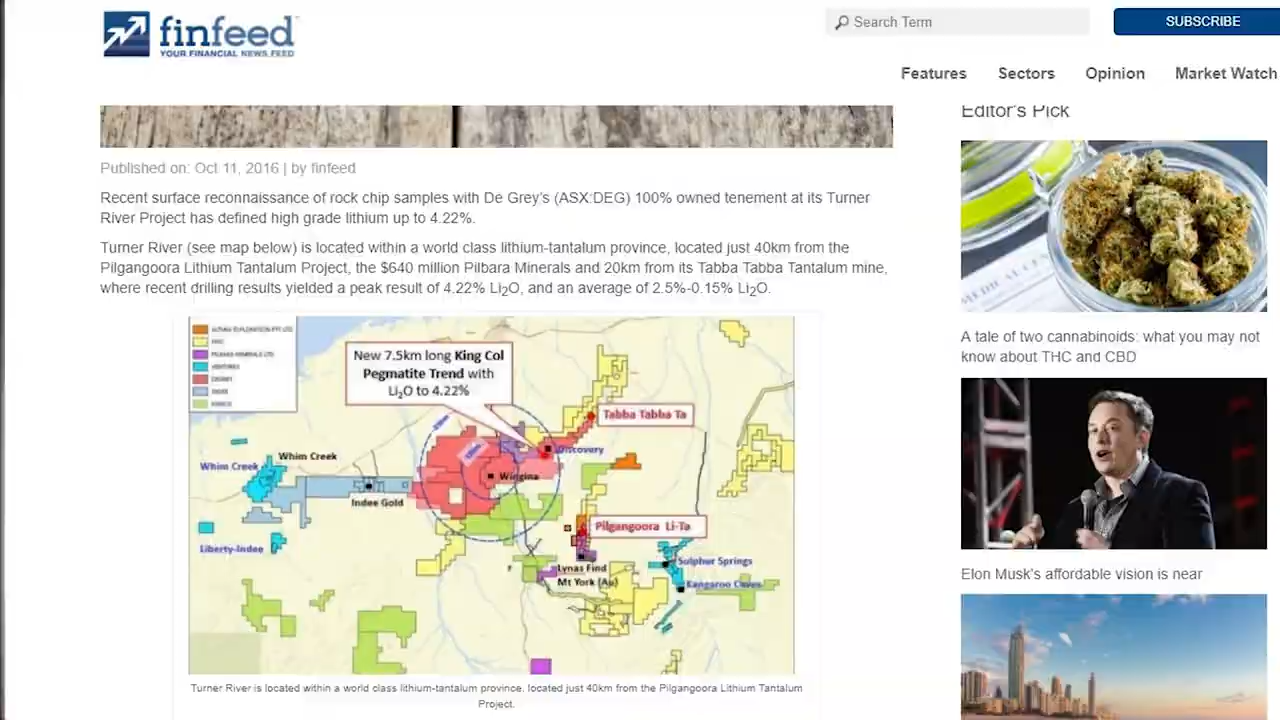 finfeed
YOUR FINANCIAL NEWS FEED
Search Term
SUBSCRIBE
Features
Sectors
Opinion
Market Watch
Published on: Oct 11, 2016 | by finfeed
Recent surface reconnaissance of rock chip samples with De Grey's (ASX:DEG) 100% owned tenement at its Turner
River Project has defined high grade lithium up to 4.22%.
Turner River (see map below) is located within a world class lithium-tantalum province, located just 40km from the
Pilgangoora Lithium Tantalum Project, the $640 million Pilbara Minerals and 20km from its Tabba Tabba Tantalum mine,
where recent drilling results yielded a peak result of 4.22% Li2O, and an average of 2.5%-0.15% Li2O.
New 7.5km long King Col
Pegmatite Trend with
Li2O to 4.22%
Tabba Tabba Ta
Discovery
Whim Creek
Whim Creek
Wingina
Indee Gold
Pilgangoora Li-Ta
Liberty-Indee
Sulpher Springs
Lynas Find
Mt York (Au)
Kangaroo Caves
Turner River is located within a world class lithium-tantalum province, located just 40km from the Pilgangoora Lithium Tantalum
Project.
Editor's Pick
A tale of two cannabinoids: what you may not
know about THC and CBD
Elon Musk's affordable vision is near